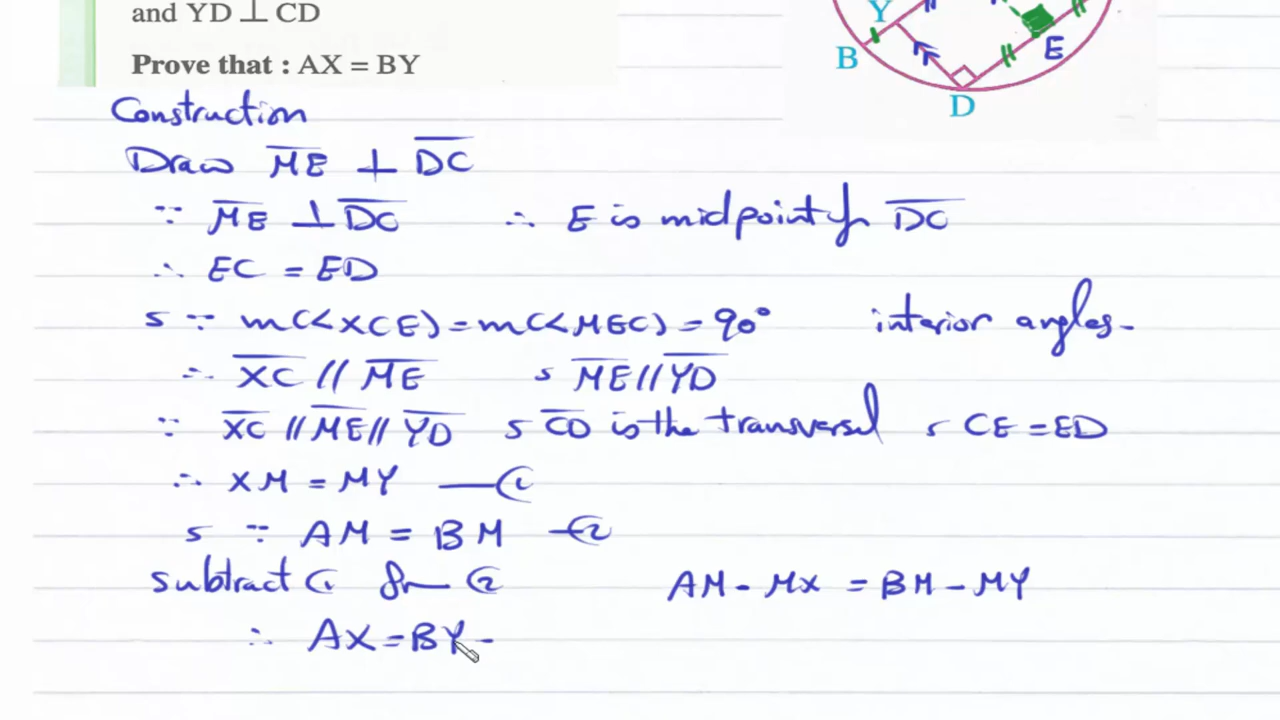 and YD ⊥ CD
Prove that : AX = BY
Y
B
E
D
Construction
Draw ME ⊥ DC
∵ ME ⊥ DC ∴ E is midpoint of DC
∴ EC = ED
, ∵ m(<XCE) = m(<MEC) = 90° interior angles.
∴ XC // ME , ME // YD
∵ XC // ME // YD , CD is the transversal , CE = ED
∴ XM = MY —(1
, ∵ AM = BM —(2
subtract (1 from (2 AM - MX = BM - MY
∴ AX = BY -